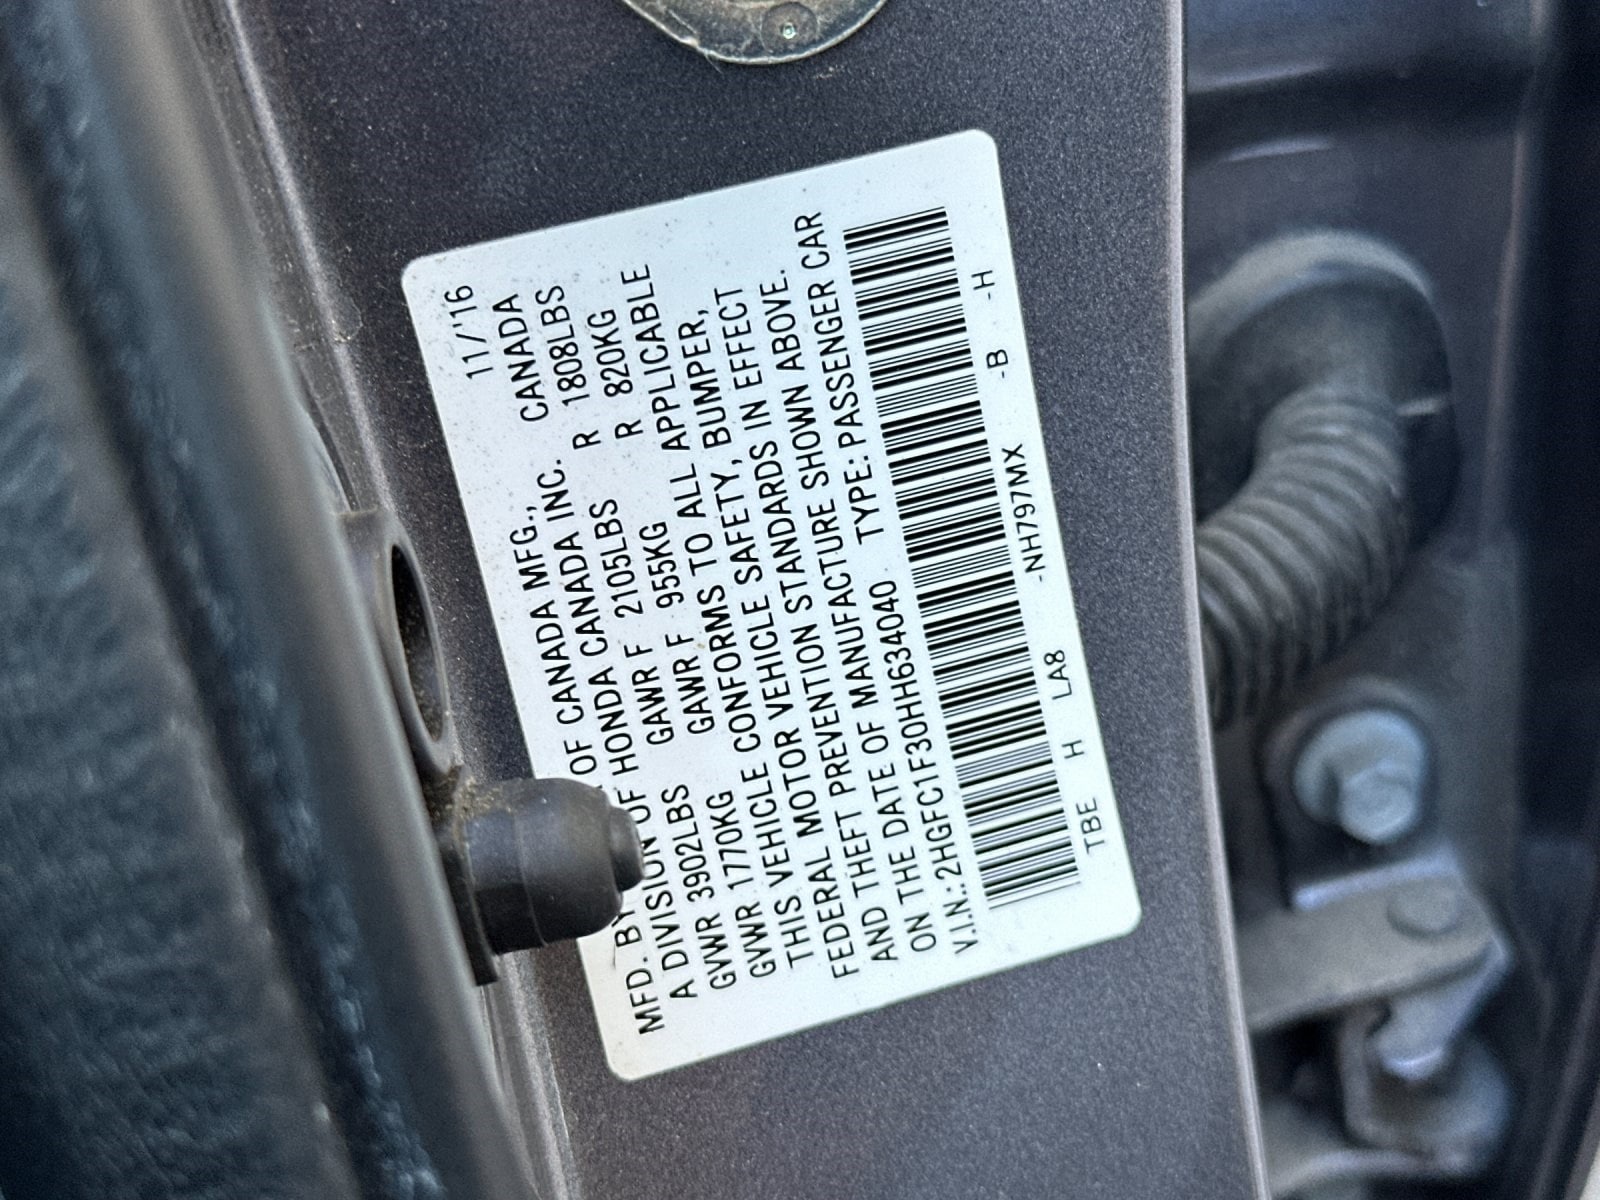 11/'16
MFD. BY OF CANADA MFG., CANADA
A DIVISION OF HONDA CANADA INC. R 1808LBS
GVWR 3902LBS GAWR F 2105LBS R 820KG
GVWR 1770KG GAWR F 955KG
THIS VEHICLE CONFORMS TO ALL APPLICABLE
FEDERAL MOTOR VEHICLE SAFETY, BUMPER,
AND THEFT PREVENTION STANDARDS IN EFFECT
ON THE DATE OF MANUFACTURE SHOWN ABOVE.
V.I.N.: 2HGFC1F30HH634040 TYPE: PASSENGER CAR
TBE H LA8 -NH797MX -B -H